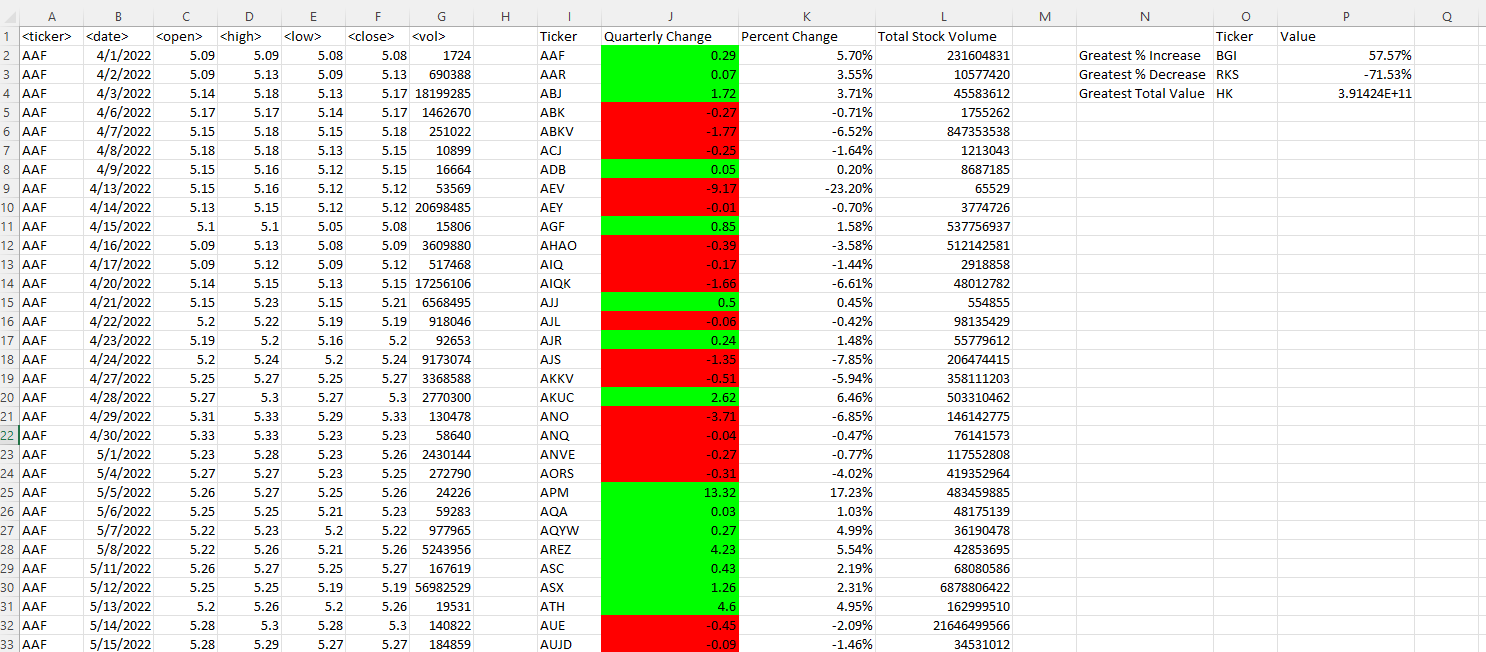 A B C D E F G H I J K L M N O P Q
1 <ticker> <date> <open> <high> <low> <close> <vol> Ticker Quarterly Change Percent Change Total Stock Volume Ticker Value
2 AAF 4/1/2022 5.09 5.09 5.08 5.08 1724 AAF 0.29 5.70% 231604831 Greatest % Increase BGI 57.57%
3 AAF 4/2/2022 5.09 5.13 5.09 5.13 690388 AAR 0.07 3.55% 10577420 Greatest % Decrease RKS -71.53%
4 AAF 4/3/2022 5.14 5.18 5.13 5.17 18199285 ABJ 1.72 3.71% 45583612 Greatest Total Value HK 3.91424E+11
5 AAF 4/6/2022 5.17 5.17 5.14 5.17 1462670 ABK -0.27 -0.71% 1755262
6 AAF 4/7/2022 5.15 5.18 5.15 5.18 251022 ABKV -1.77 -6.52% 847353538
7 AAF 4/8/2022 5.18 5.18 5.13 5.15 10899 ACJ -0.25 -1.64% 1213043
8 AAF 4/9/2022 5.15 5.16 5.12 5.15 16664 ADB 0.05 0.20% 8687185
9 AAF 4/13/2022 5.15 5.16 5.12 5.12 53569 AEV -9.17 -23.20% 65529
10 AAF 4/14/2022 5.13 5.15 5.12 5.12 20698485 AEY -0.01 -0.70% 3774726
11 AAF 4/15/2022 5.1 5.1 5.05 5.08 15806 AGF 0.85 1.58% 537756937
12 AAF 4/16/2022 5.09 5.13 5.08 5.09 3609880 AHAO -0.39 -3.58% 512142581
13 AAF 4/17/2022 5.09 5.12 5.09 5.12 517468 AIQ -0.17 -1.44% 2918858
14 AAF 4/20/2022 5.14 5.15 5.13 5.15 17256106 AIQK -1.66 -6.61% 48012782
15 AAF 4/21/2022 5.15 5.23 5.15 5.21 6568495 AJJ 0.5 0.45% 554855
16 AAF 4/22/2022 5.2 5.22 5.19 5.19 918046 AJL -0.06 -0.42% 98135429
17 AAF 4/23/2022 5.19 5.2 5.16 5.2 92653 AJR 0.24 1.48% 55779612
18 AAF 4/24/2022 5.2 5.24 5.2 5.24 9173074 AJS -1.35 -7.85% 206474415
19 AAF 4/27/2022 5.25 5.27 5.25 5.27 3368588 AKKV -0.51 -5.94% 358111203
20 AAF 4/28/2022 5.27 5.3 5.27 5.3 2770300 AKUC 2.62 6.46% 503310462
21 AAF 4/29/2022 5.31 5.33 5.29 5.33 130478 ANO -3.71 -6.85% 146142775
22 AAF 4/30/2022 5.33 5.33 5.23 5.23 58640 ANQ -0.04 -0.47% 76141573
23 AAF 5/1/2022 5.23 5.28 5.23 5.26 2430144 ANVE -0.27 -0.77% 117552808
24 AAF 5/4/2022 5.27 5.27 5.23 5.25 272790 AORS -0.31 -4.02% 419352964
25 AAF 5/5/2022 5.26 5.27 5.25 5.26 24226 APM 13.32 17.23% 483459885
26 AAF 5/6/2022 5.25 5.25 5.21 5.23 59283 AQA 0.03 1.03% 48175139
27 AAF 5/7/2022 5.22 5.23 5.2 5.22 977965 AQYW 0.27 4.99% 36190478
28 AAF 5/8/2022 5.22 5.26 5.21 5.26 5243956 AREZ 4.23 5.54% 42853695
29 AAF 5/11/2022 5.26 5.27 5.25 5.27 167619 ASC 0.43 2.19% 68080586
30 AAF 5/12/2022 5.25 5.25 5.19 5.19 56982529 ASX 1.26 2.31% 6878806422
31 AAF 5/13/2022 5.2 5.26 5.2 5.26 19531 ATH 4.6 4.95% 162999510
32 AAF 5/14/2022 5.28 5.3 5.28 5.3 140822 AUE -0.45 -2.09% 21646499566
33 AAF 5/15/2022 5.28 5.29 5.27 5.27 184859 AUJD -0.09 -1.46% 34531012